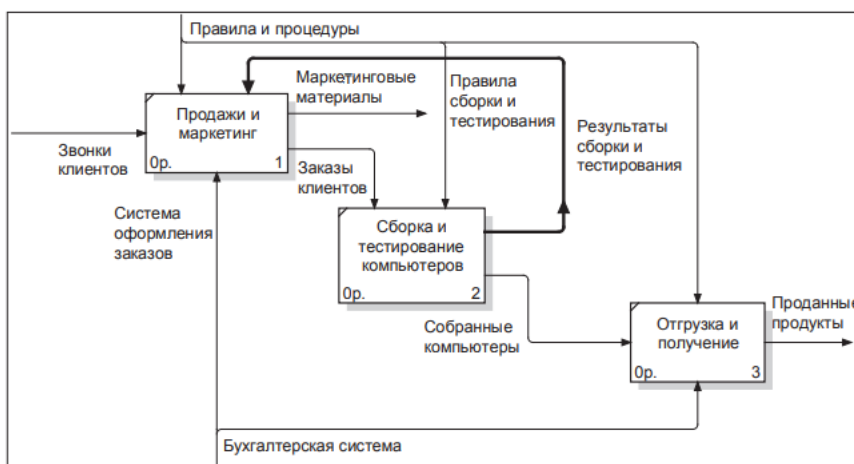 Правила и процедуры
Маркетинговые
материалы
Правила
сборки и
тестирования
Результаты
сборки и
тестирования
Продажи и
маркетинг
0р.
1
Звонки
клиентов
Заказы
клиентов
Система
оформления
заказов
Сборка и
тестирование
компьютеров
0р.
2
Собранные
компьютеры
Отгрузка и
получение
0р.
3
Проданные
продукты
Бухгалтерская система